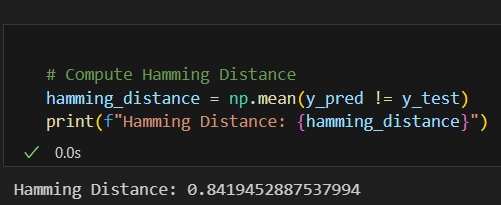 # Compute Hamming Distance
hamming_distance = np.mean(y_pred != y_test)
print(f"Hamming Distance: {hamming_distance}")
0.0s
Hamming Distance: 0.8419452887537994